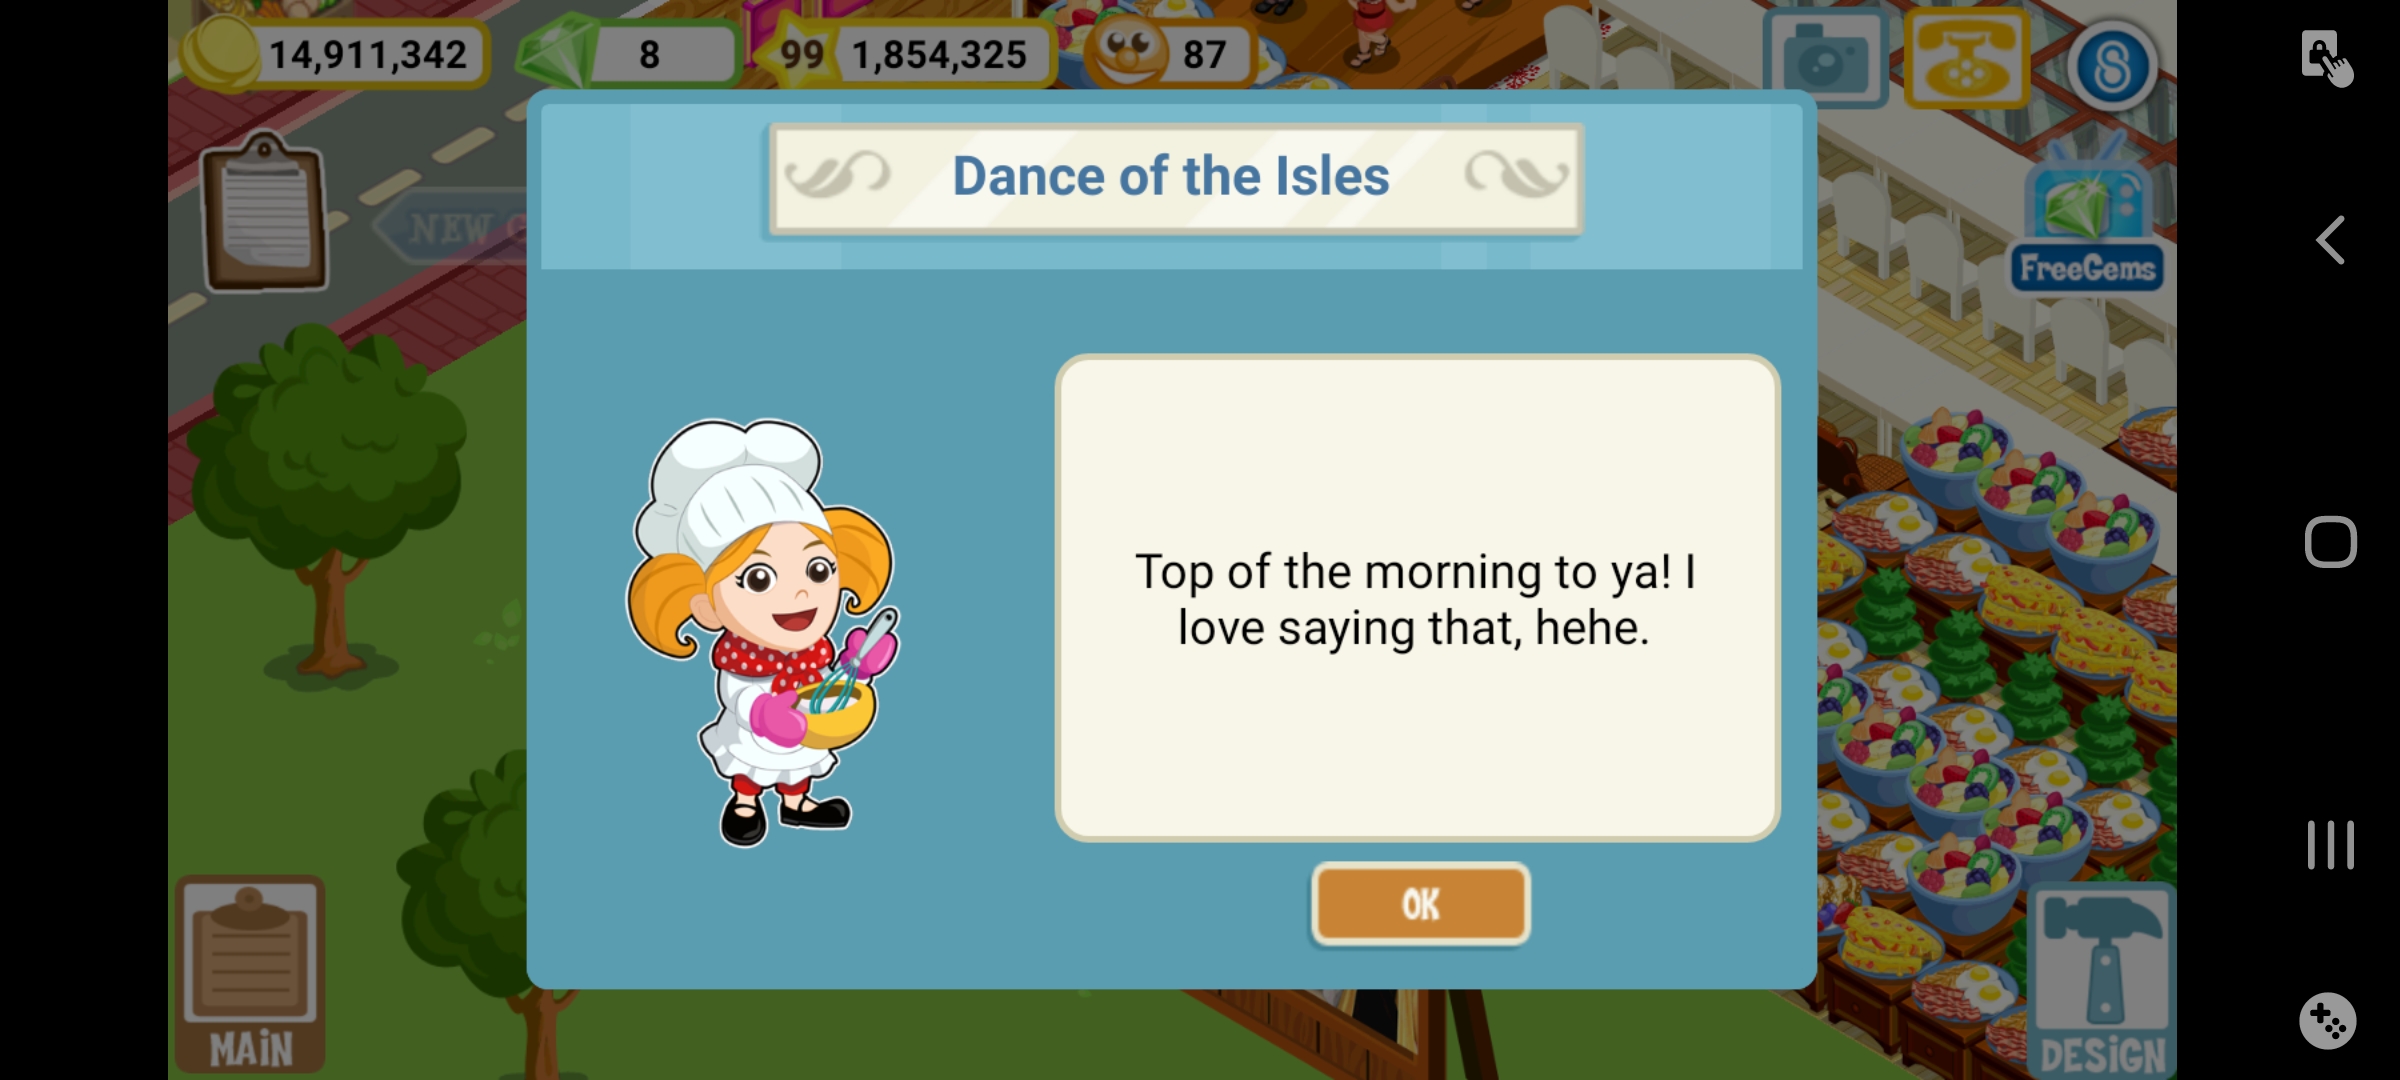 14,911,342
8
99 1,854,325
87
NEW
FreeGems
Dance of the Isles
Top of the morning to ya! I
love saying that, hehe.
OK
MAiN
DESiGN